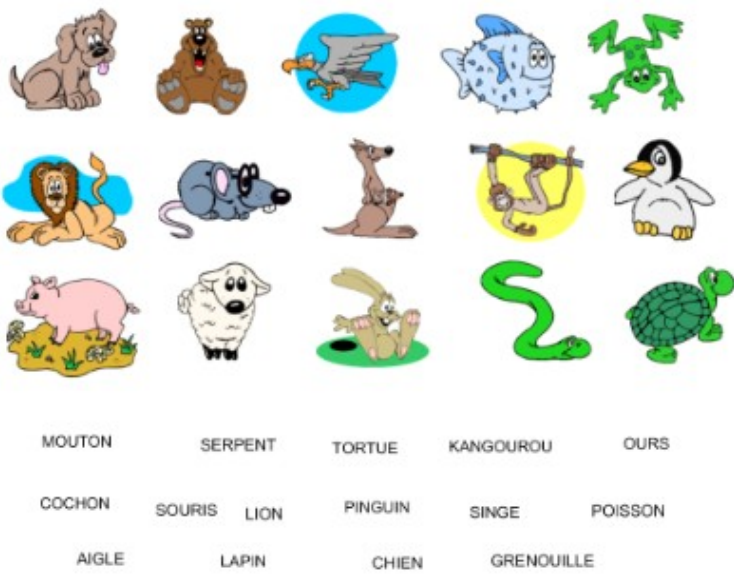 MOUTON SERPENT TORTUE KANGOUROU OURS
COCHON SOURIS LION PINGUIN SINGE POISSON
AIGLE LAPIN CHIEN GRENOUILLE